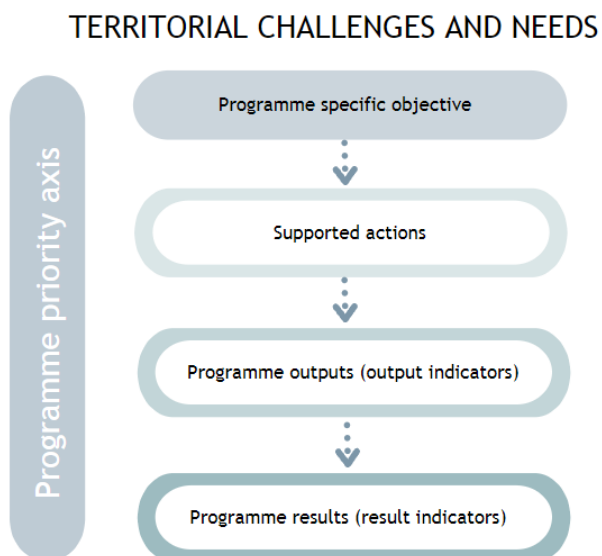 TERRITORIAL CHALLENGES AND NEEDS
Programme priority axis
Programme specific objective
Supported actions
Programme outputs (output indicators)
Programme results (result indicators)